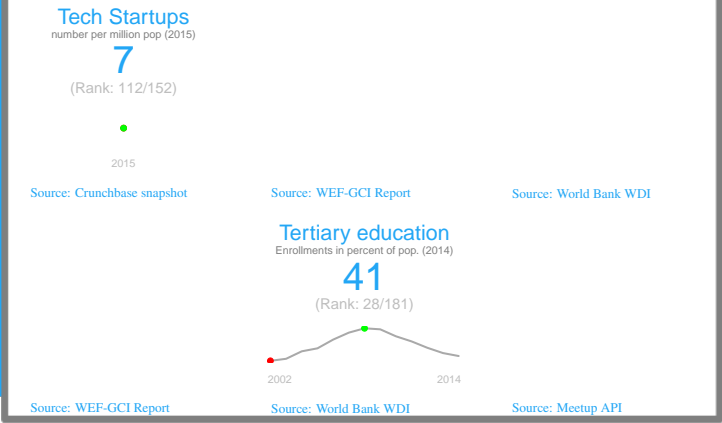 Tech Startups
number per million pop (2015)
7
(Rank: 112/152)
2015
Source: Crunchbase snapshot
Source: WEF-GCI Report
Source: World Bank WDI
Tertiary education
Enrollments in percent of pop. (2014)
41
(Rank: 28/181)
2002 2014
Source: WEF-GCI Report
Source: World Bank WDI
Source: Meetup API